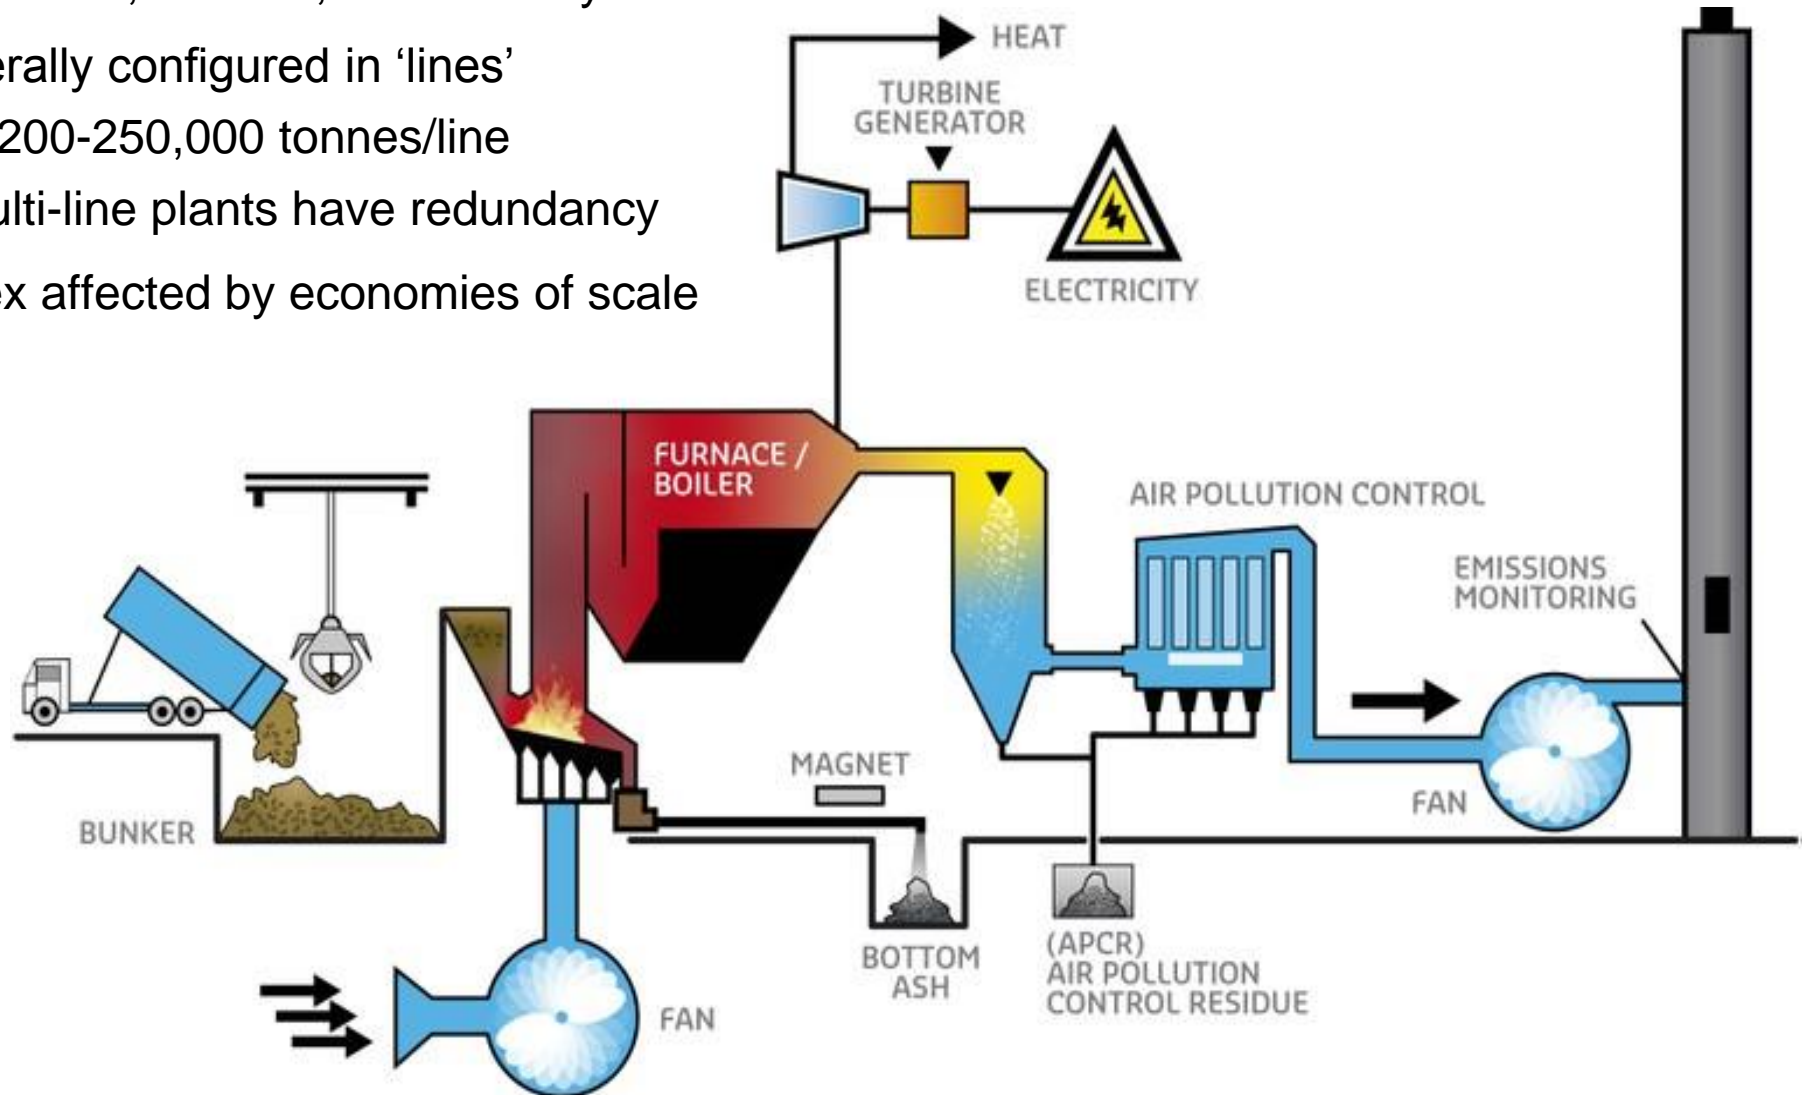 erally configured in ‘lines’
200-250,000 tonnes/line
ulti-line plants have redundancy
ex affected by economies of scale
HEAT
TURBINE
GENERATOR
ELECTRICITY
FURNACE /
BOILER
AIR POLLUTION CONTROL
EMISSIONS
MONITORING
MAGNET
BUNKER
FAN
BOTTOM
ASH
(APCR)
AIR POLLUTION
CONTROL RESIDUE
FAN